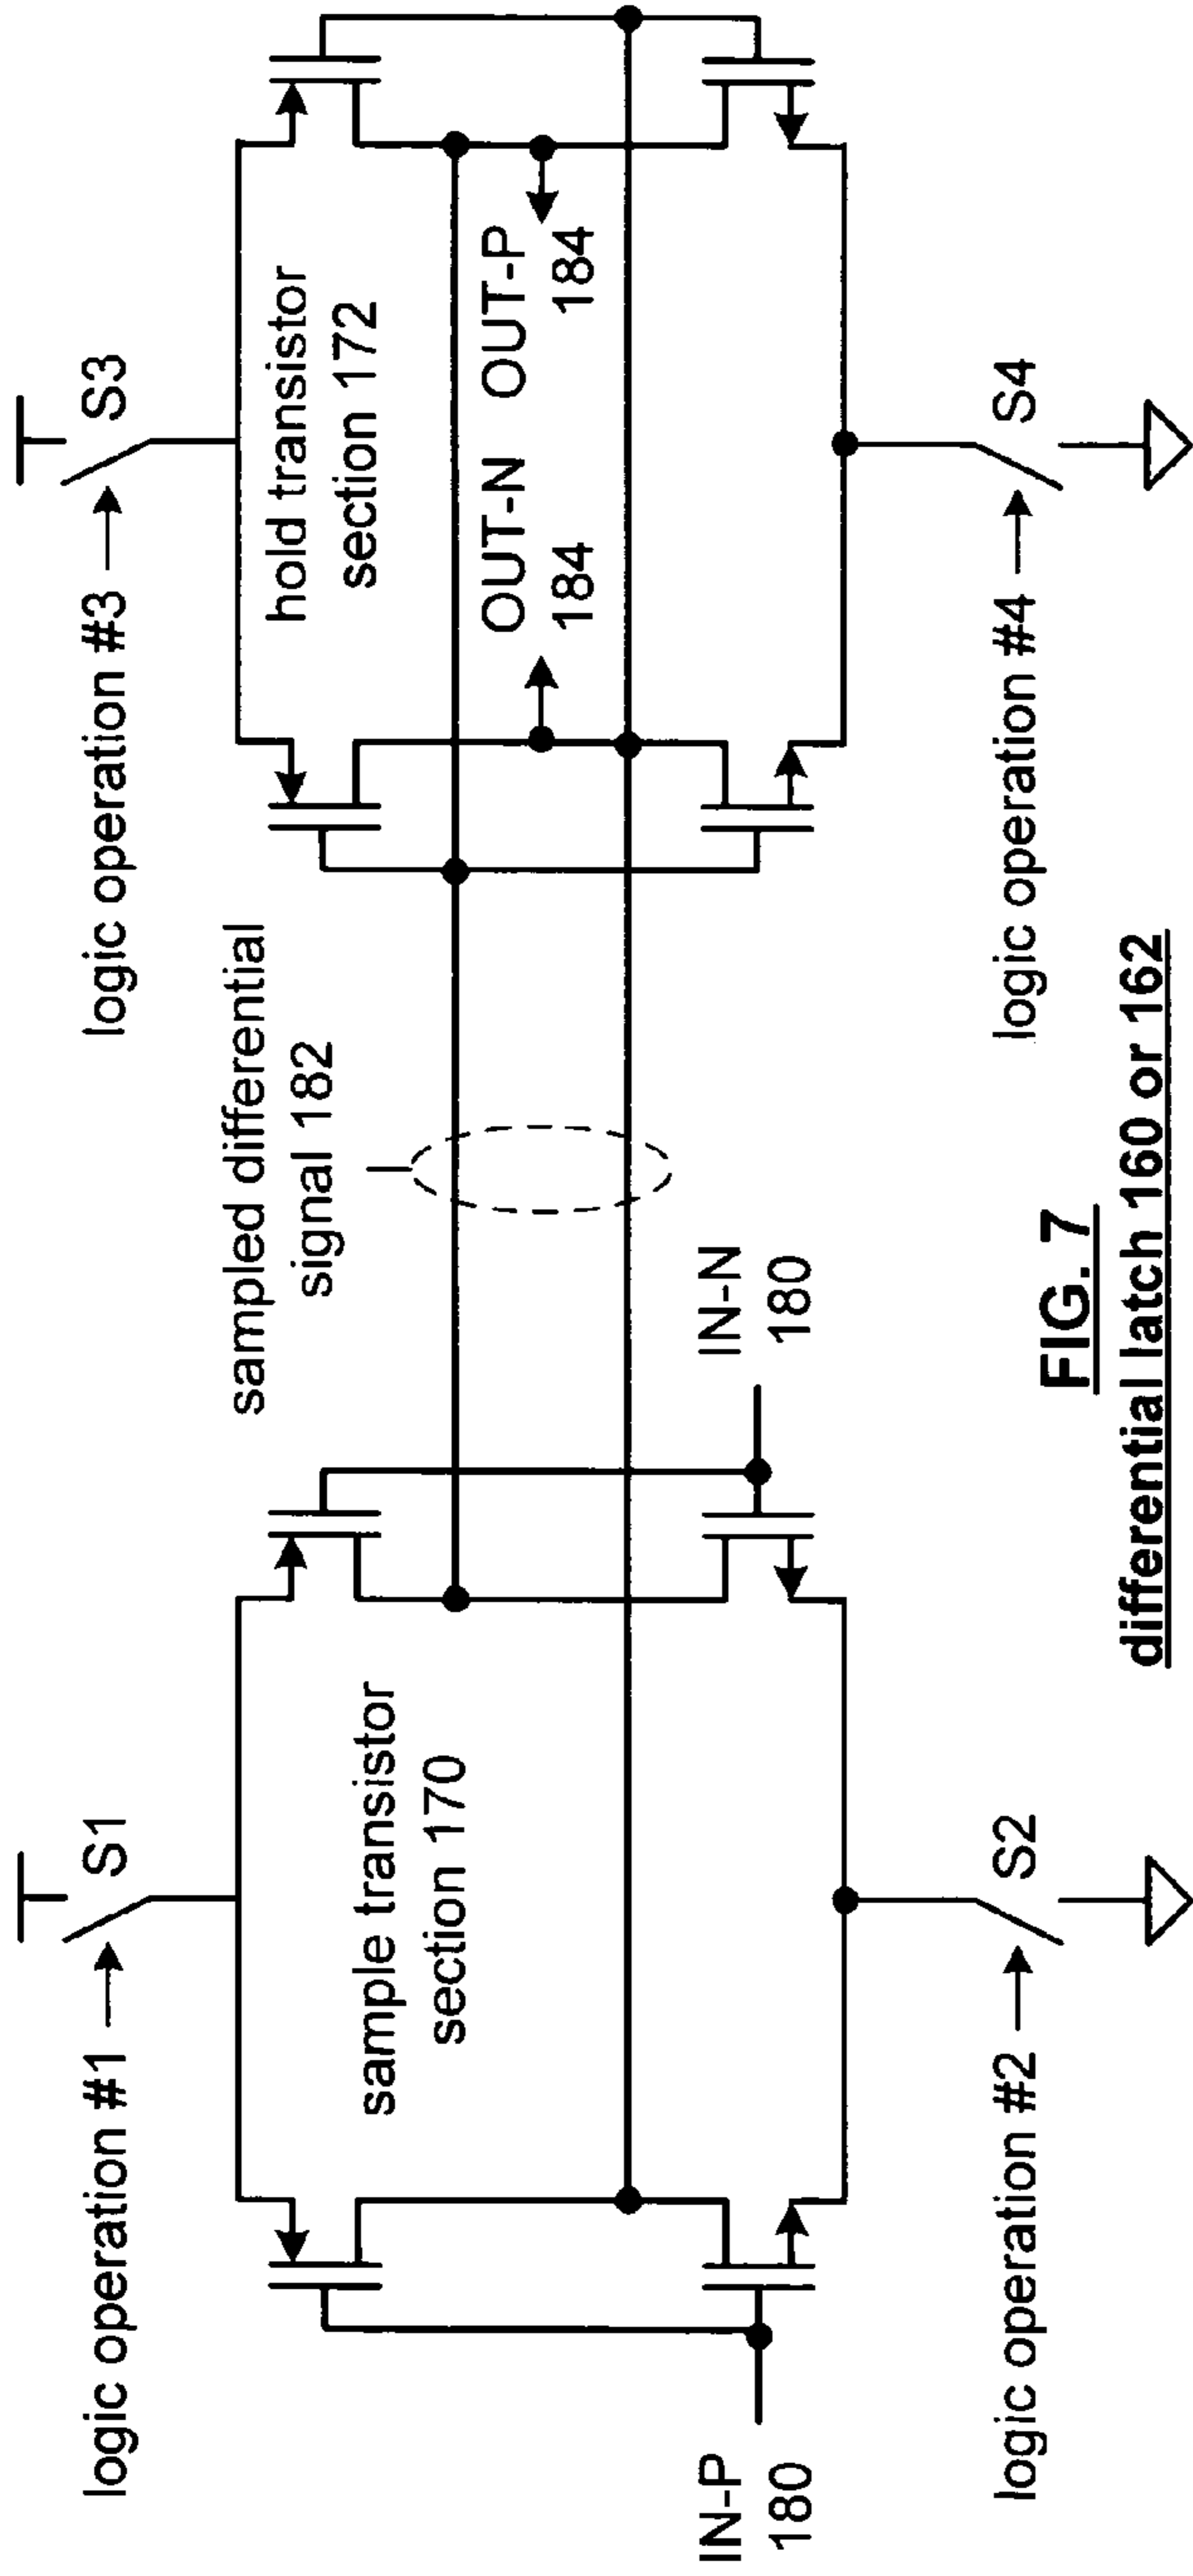 logic operation #1
S1
logic operation #3
S3
sample transistor
section 170
sampled differential
signal 182
hold transistor
section 172
OUT-N
184
OUT-P
184
IN-P
180
IN-N
180
logic operation #2
S2
logic operation #4
S4
FIG. 7
differential latch 160 or 162